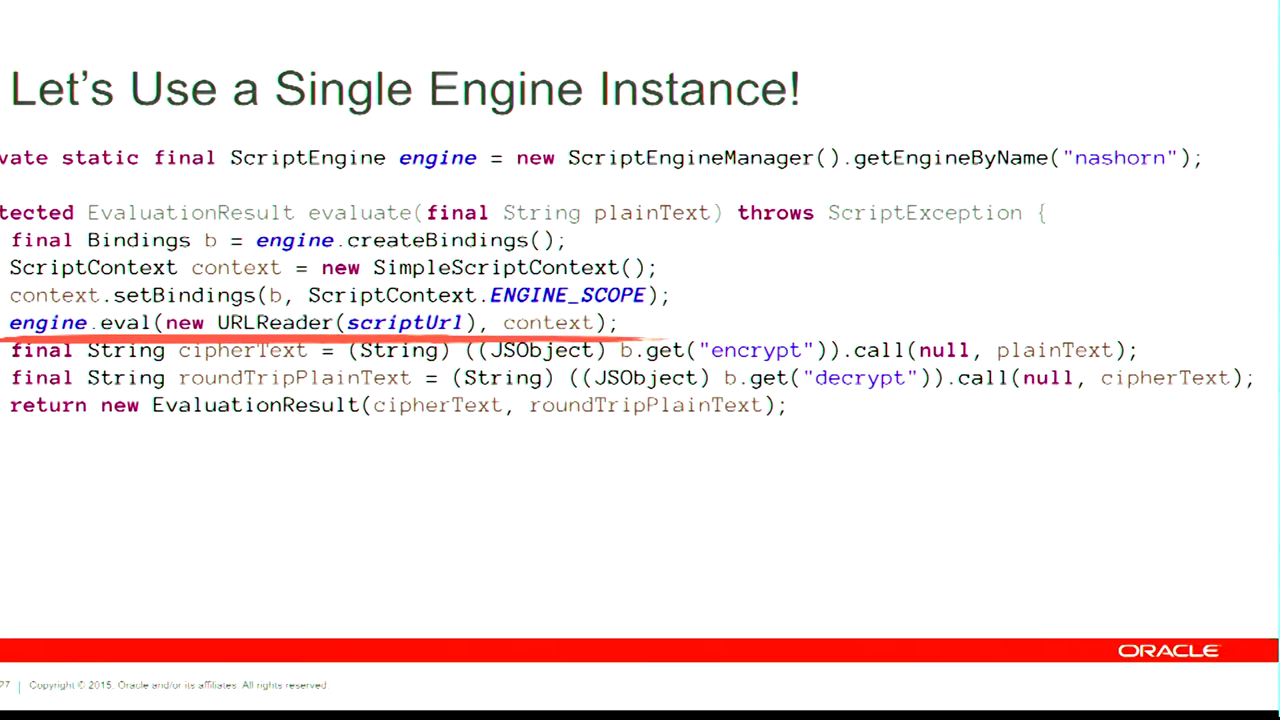 Let's Use a Single Engine Instance!
vate static final ScriptEngine engine = new ScriptEngineManager().getEngineByName("nashorn");
tected EvaluationResult evaluate(final String plainText) throws ScriptException {
final Bindings b = engine.createBindings();
ScriptContext context = new SimpleScriptContext();
context.setBindings(b, ScriptContext.ENGINE_SCOPE);
engine.eval(new URLReader(scriptUrl), context);
final String cipherText = (String) ((JSObject) b.get("encrypt")).call(null, plainText);
final String roundTripPlainText = (String) ((JSObject) b.get("decrypt")).call(null, cipherText);
return new EvaluationResult(cipherText, roundTripPlainText);
ORACLE
27 | Copyright © 2015, Oracle and/or its affiliates. All rights reserved.